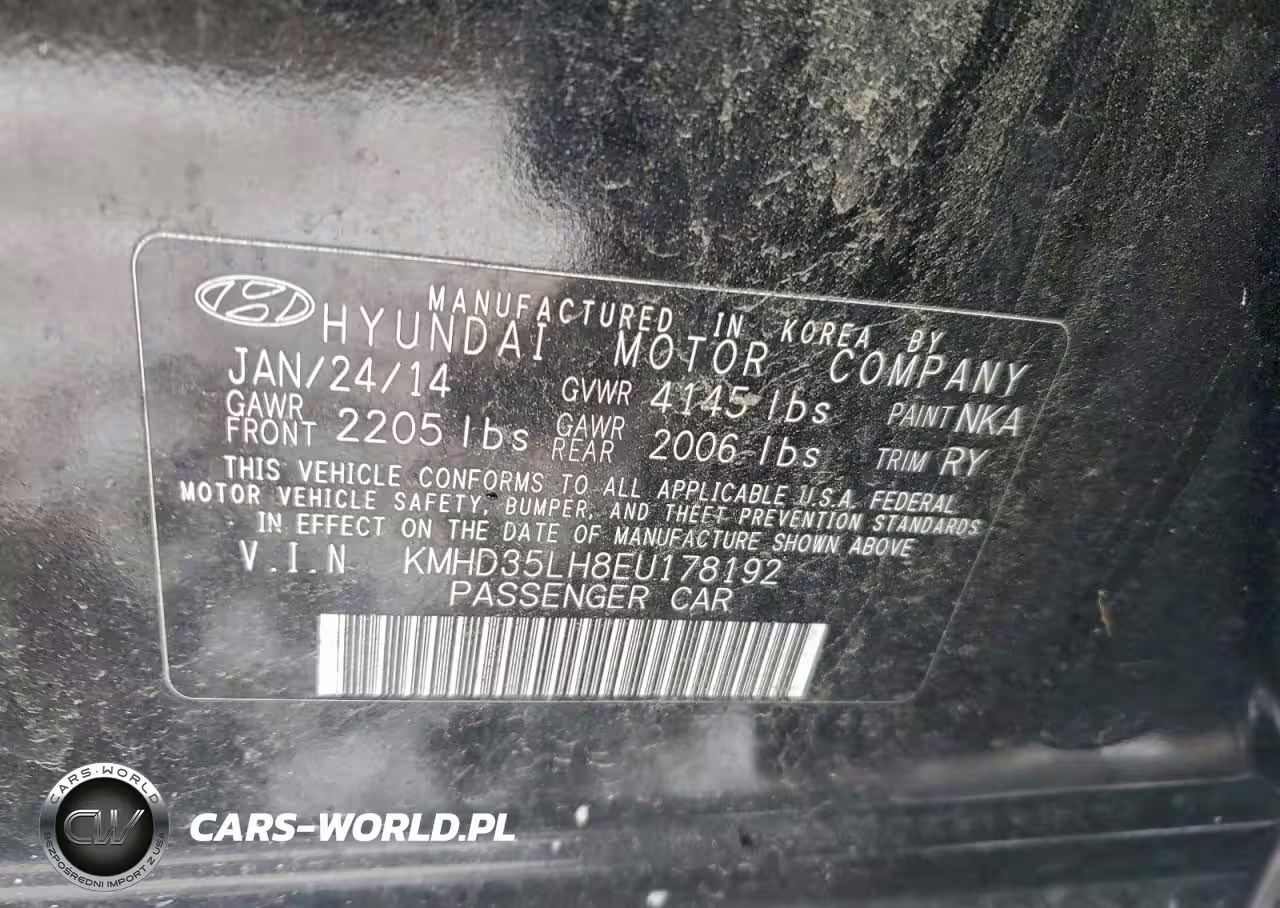 MANUFACTURED IN KOREA BY
HYUNDAI MOTOR COMPANY
JAN/24/14 GVWR 4145 lbs PAINT NKA
GAWR FRONT 2205 lbs GAWR REAR 2006 lbs TRIM RY
THIS VEHICLE CONFORMS TO ALL APPLICABLE U.S.A. FEDERAL
MOTOR VEHICLE SAFETY, BUMPER, AND THEFT PREVENTION STANDARDS
IN EFFECT ON THE DATE OF MANUFACTURE SHOWN ABOVE
V.I.N KMHD35LH8EU178192
PASSENGER CAR
CARS-WORLD
CW
BEZPOŚREDNI IMPORT Z USA
CARS-WORLD.PL